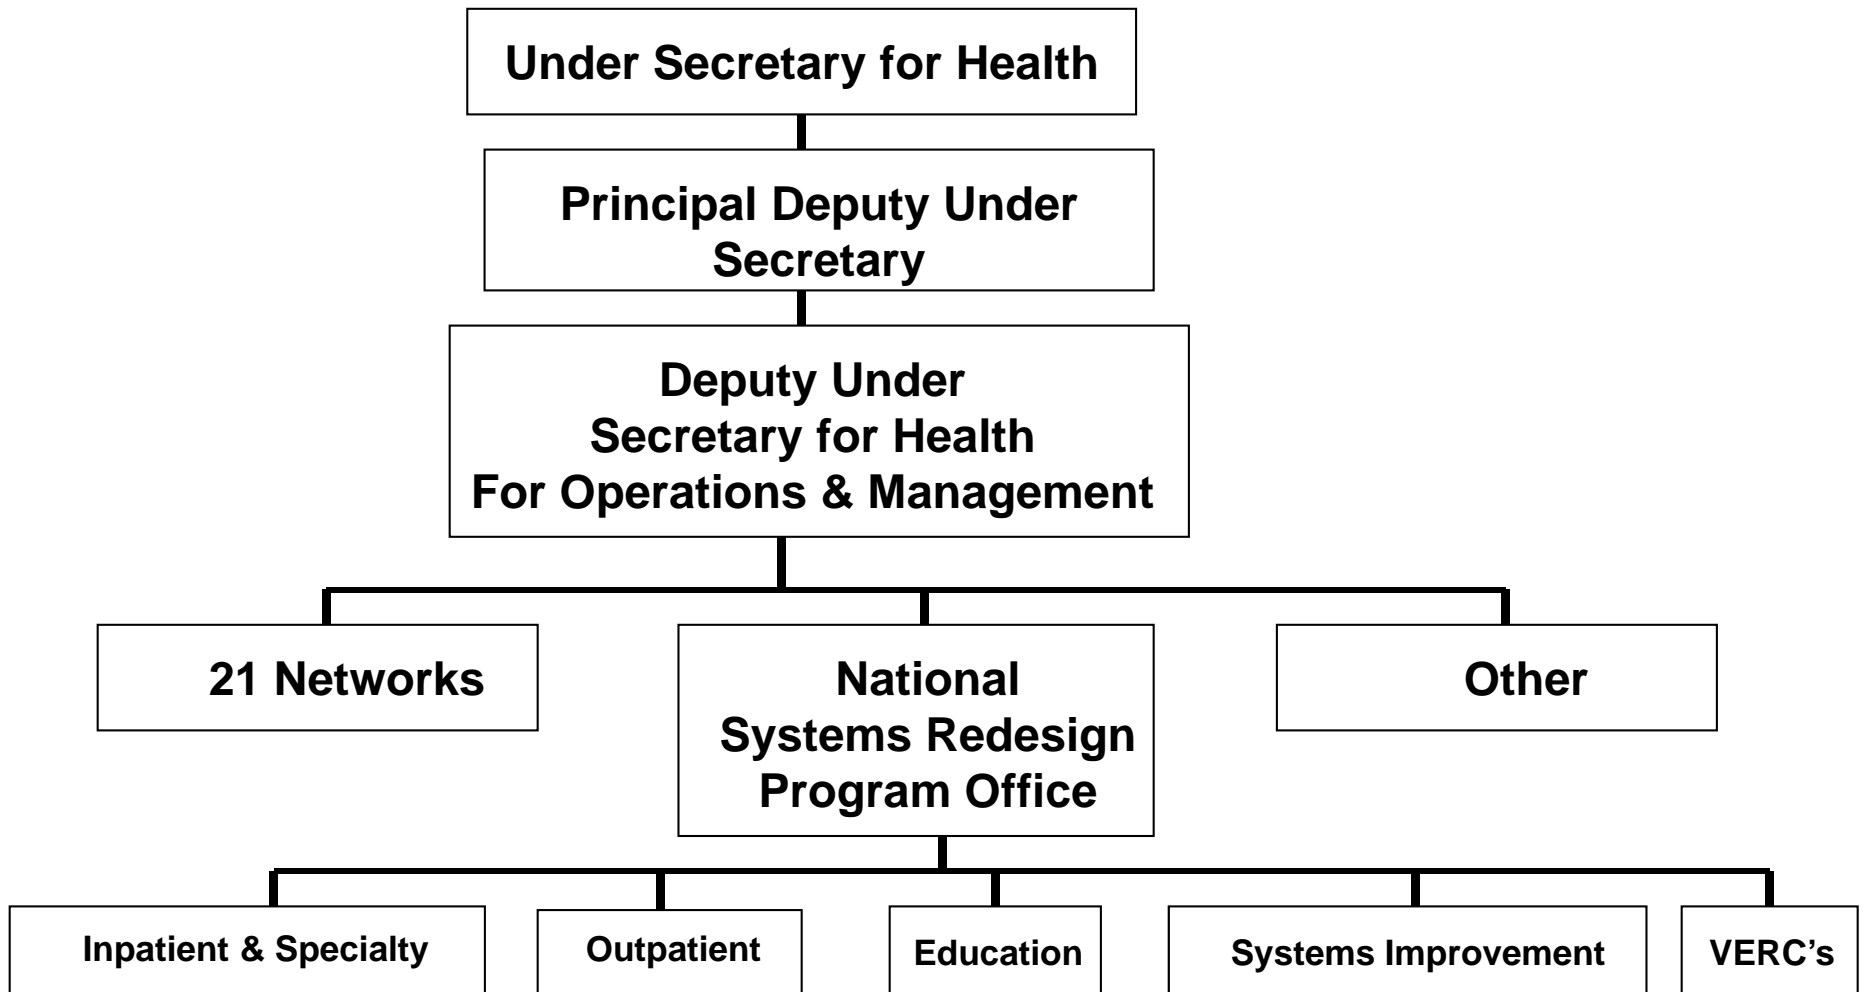 Under Secretary for Health
Principal Deputy Under
Secretary
Deputy Under
Secretary for Health
For Operations & Management
21 Networks
National
Systems Redesign
Program Office
Other
Inpatient & Specialty
Outpatient
Education
Systems Improvement
VERC’s